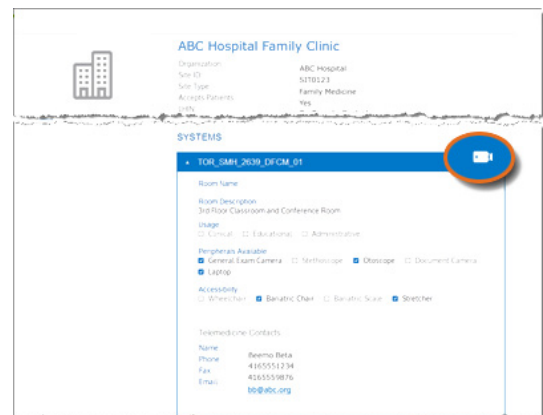 ABC Hospital Family Clinic
Organization ABC Hospital
Site ID SIT0123
Site Type Family Medicine
Accepts Patients Yes
LHIN
SYSTEMS
TOR_SMH_2639_DFCM_01
Room Name
Room Description
3rd Floor Classroom and Conference Room
Usage
Clinical Educational Administrative
Peripherals Available
General Exam Camera Stethoscope Otoscope Document Camera
Laptop
Accessibility
Wheelchair Bariatric Chair Bariatric Scale Stretcher
Telemedicine Contacts
Name Beemo Beta
Phone 4165551234
Fax 4165559876
Email bb@abc.org